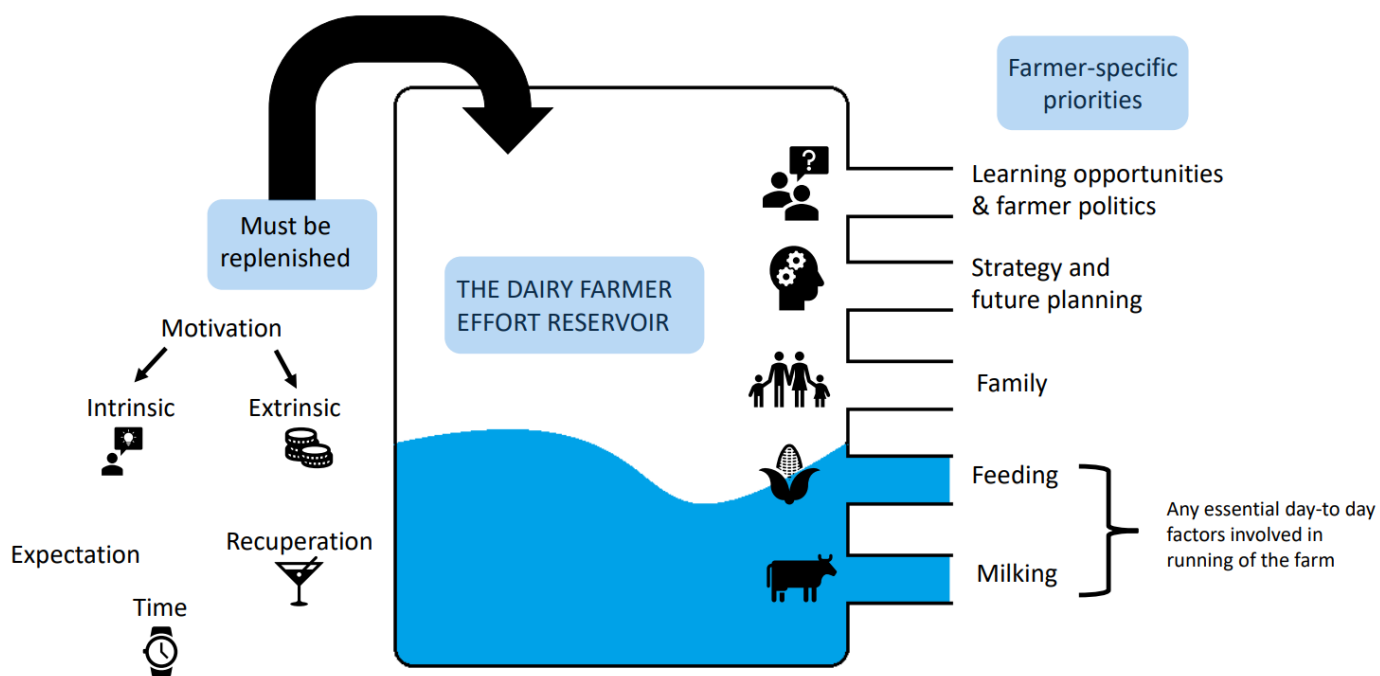 Farmer-specific
priorities
Must be
replenished
THE DAIRY FARMER
EFFORT RESERVOIR
Motivation
Intrinsic
Extrinsic
Expectation
Recuperation
Time
?
Learning opportunities
& farmer politics
Strategy and
future planning
Family
Feeding
Milking
Any essential day-to day
factors involved in
running of the farm